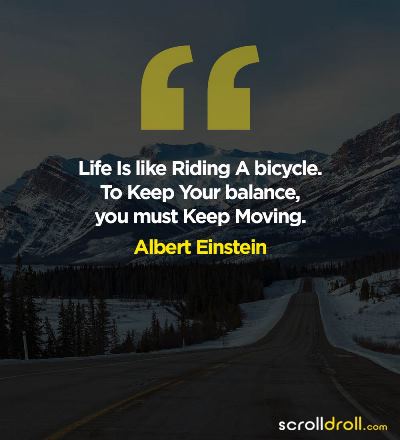 Life Is like Riding A bicycle.
To Keep Your balance,
you must Keep Moving.
Albert Einstein
scrolldroll.com